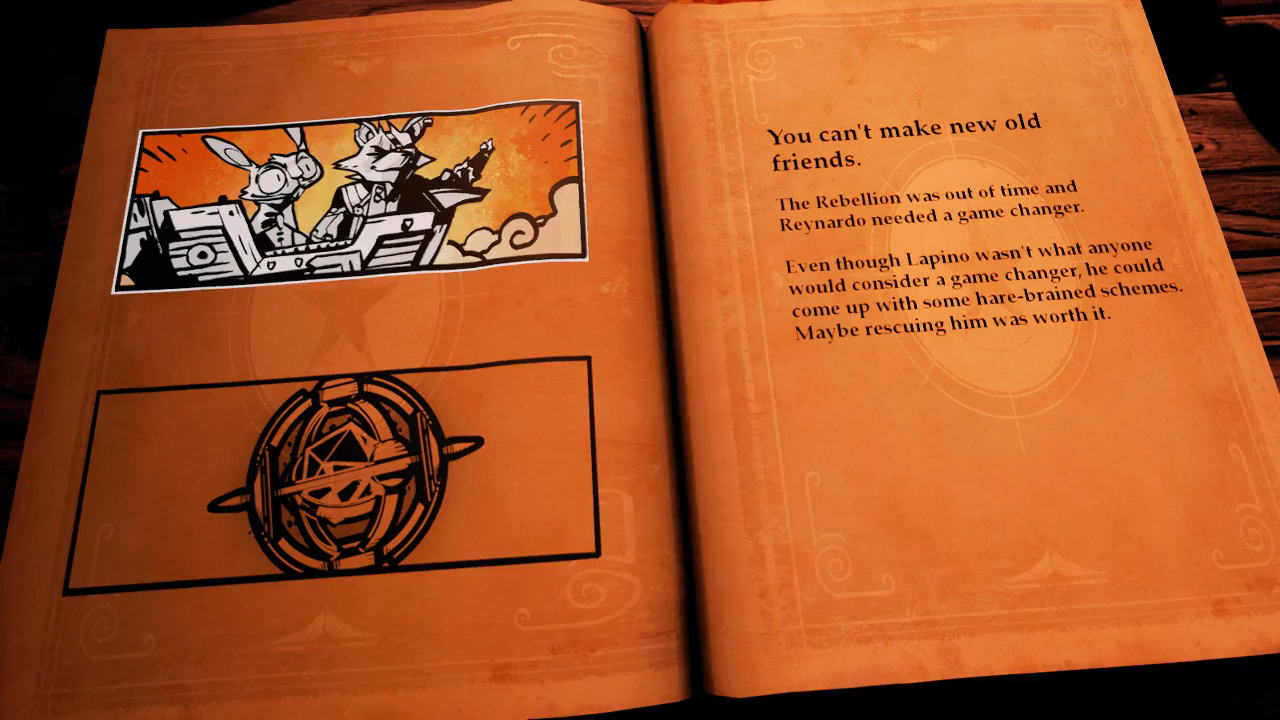 You can't make new old
friends.
The Rebellion was out of time and
Reynardo needed a game changer.
Even though Lapino wasn't what anyone
would consider a game changer, he could
come up with some hare-brained schemes.
Maybe rescuing him was worth it.